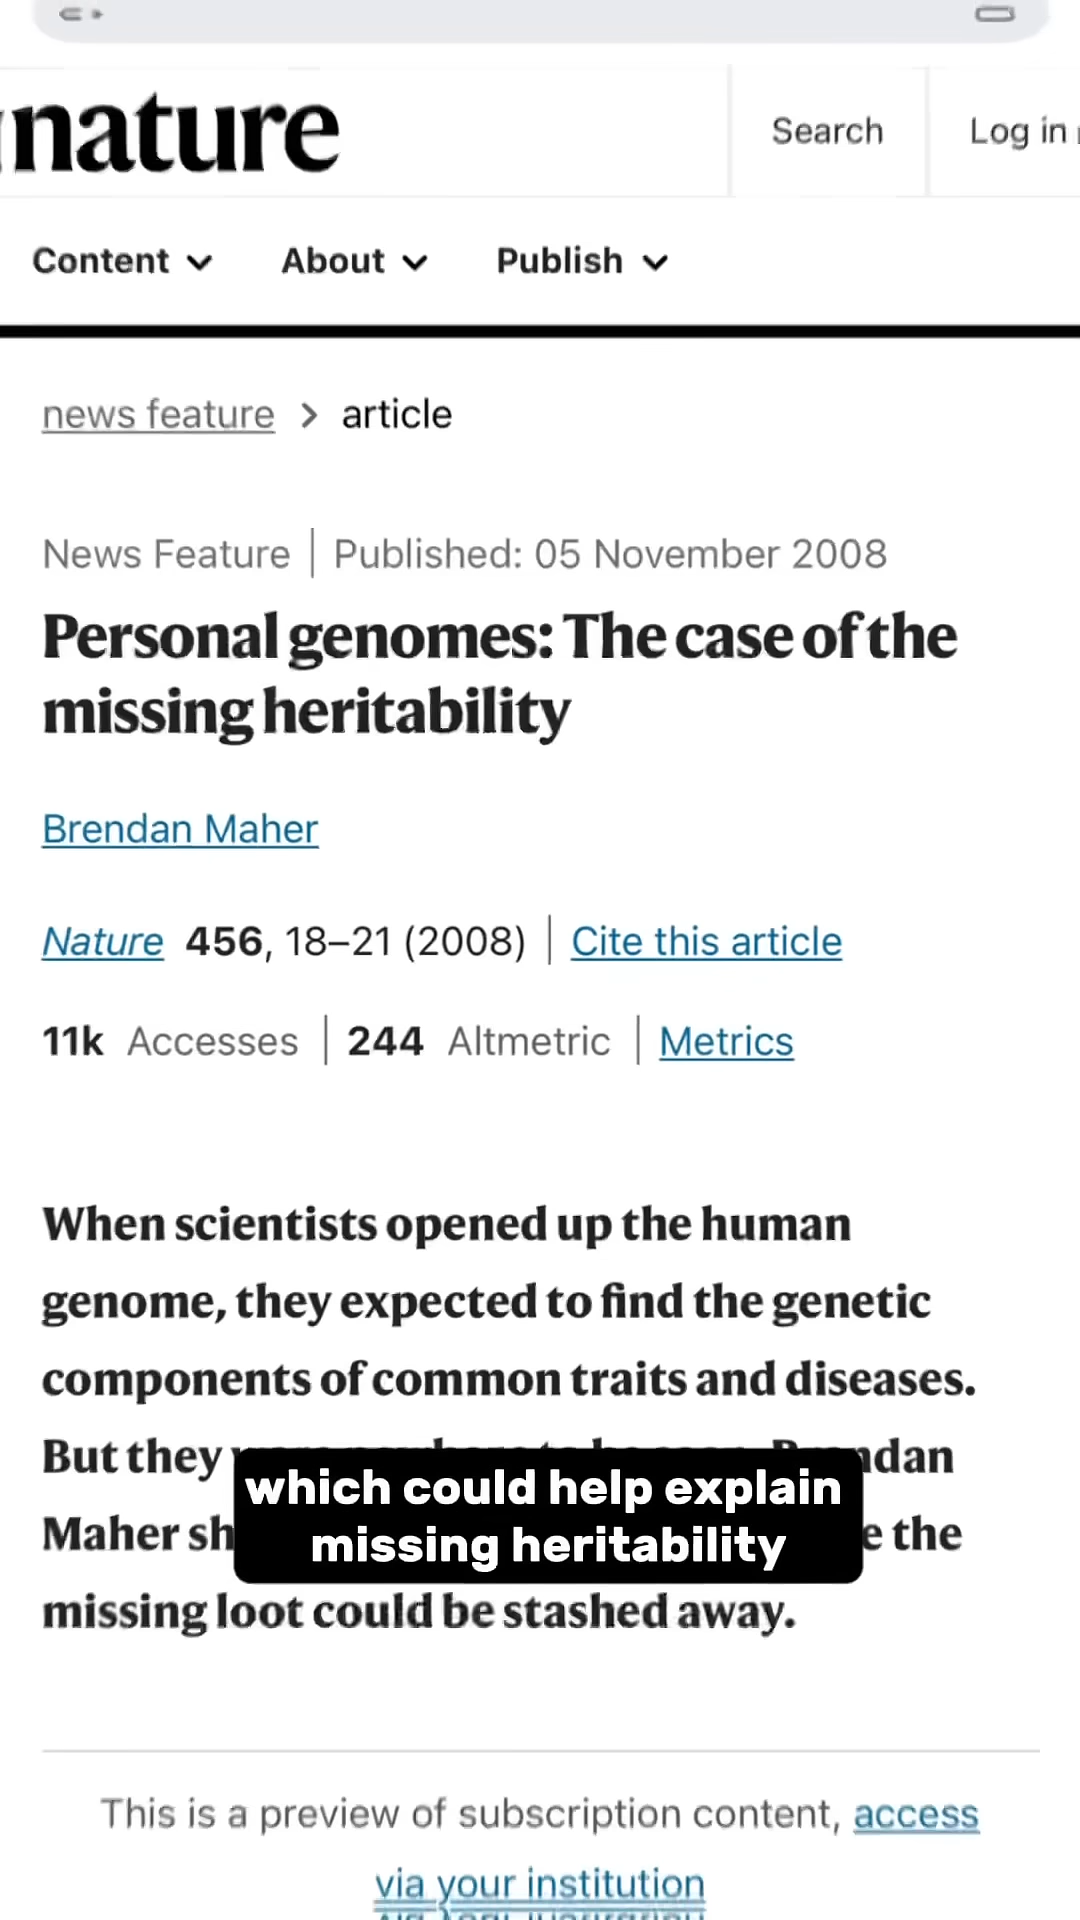 nature
Search
Log in
Content
About
Publish
news feature > article
News Feature | Published: 05 November 2008
Personal genomes: The case of the
missing heritability
Brendan Maher
Nature 456, 18–21 (2008) | Cite this article
11k Accesses | 244 Altmetric | Metrics
When scientists opened up the human
genome, they expected to find the genetic
components of common traits and diseases.
But they
which could help explain
missing heritability
Maher
the
missing loot could be stashed away.
This is a preview of subscription content, access
via your institution